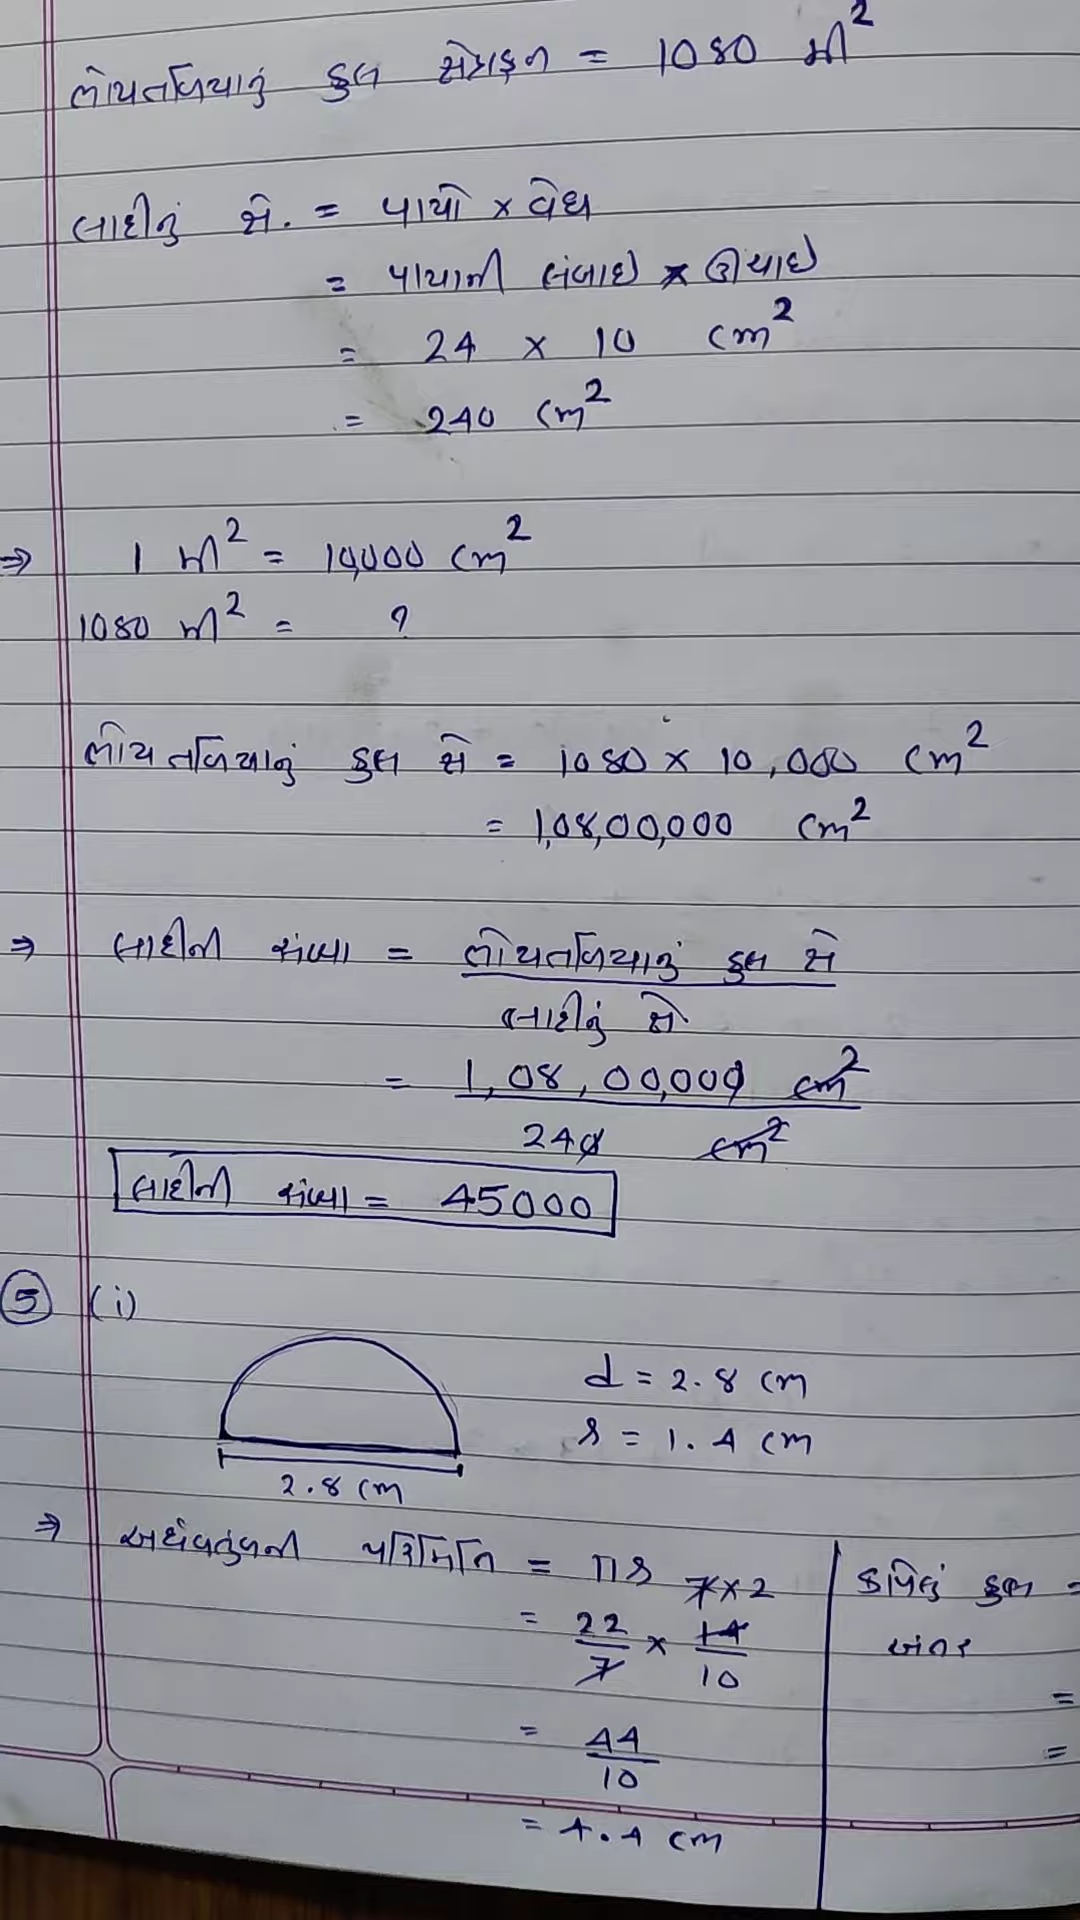 ભોંયતળિયાનું કુલ ક્ષેત્રફળ = 1080 મી²
લાદીનું ક્ષે. = પાયો × વેધ
= પાયાની લંબાઇ × ઊંચાઇ
= 24 × 10 cm²
= 240 cm²
⇒ 1 મી² = 10,000 cm²
1080 મી² = ?
ભોંયતળિયાનું કુલ ક્ષે = 1080 × 10,000 cm²
= 1,08,00,000 cm²
⇒ લાદીની સંખ્યા = ભોંયતળિયાનું કુલ ક્ષે
લાદીનું ક્ષે
= 1,08,00,000 cm²
240 cm²
લાદીની સંખ્યા = 45000
5 (i)
d = 2.8 cm
r = 1.4 cm
2.8 cm
⇒ અર્ધવર્તુળની પરિમિતિ = πr
7×2
= 22/7 × 14/10
= 44/10
= 4.4 cm
કાપેલું કુલ =
અંતર
=
=